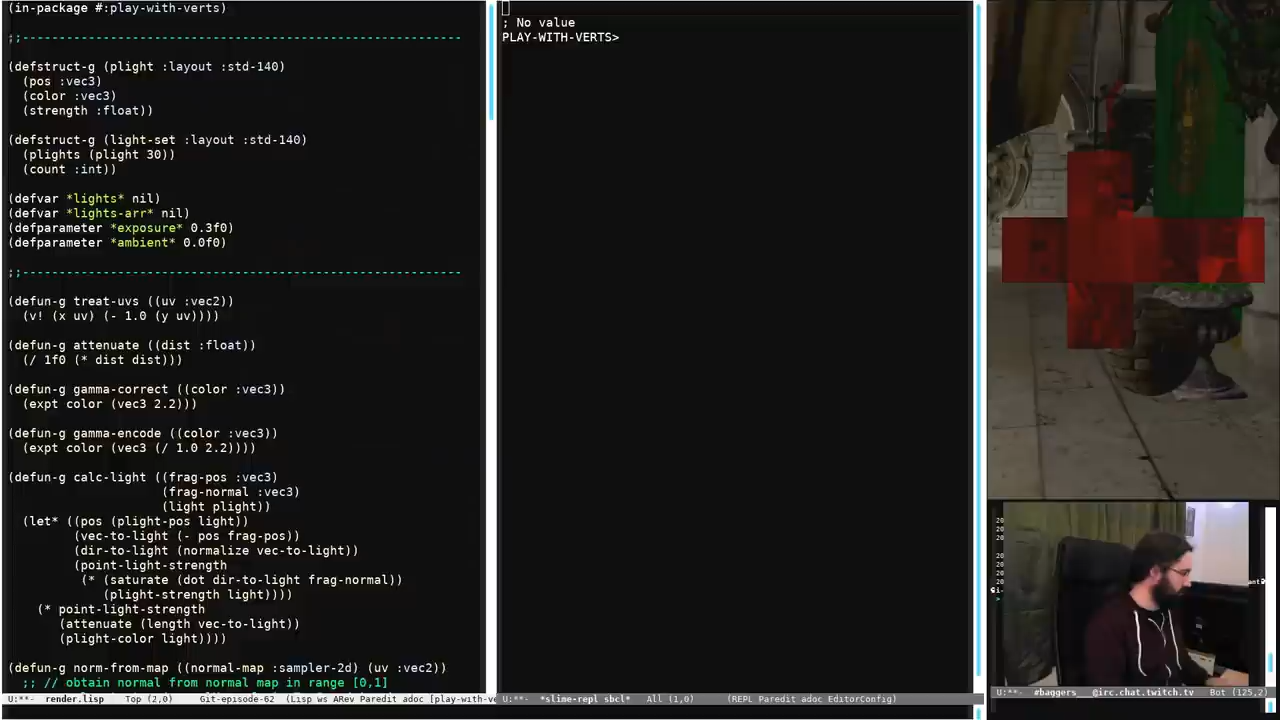 (in-package #:play-with-verts)
;;------------------------------------------------------------
(defstruct-g (plight :layout :std-140)
  (pos :vec3)
  (color :vec3)
  (strength :float))
(defstruct-g (light-set :layout :std-140)
  (plights (plight 30))
  (count :int))
(defvar *lights* nil)
(defvar *lights-arr* nil)
(defparameter *exposure* 0.3f0)
(defparameter *ambient* 0.0f0)
;;------------------------------------------------------------
(defun-g treat-uvs ((uv :vec2))
  (v! (x uv) (- 1.0 (y uv))))
(defun-g attenuate ((dist :float))
  (/ 1f0 (* dist dist)))
(defun-g gamma-correct ((color :vec3))
  (expt color (vec3 2.2)))
(defun-g gamma-encode ((color :vec3))
  (expt color (vec3 (/ 1.0 2.2))))
(defun-g calc-light ((frag-pos :vec3)
                     (frag-normal :vec3)
                     (light plight))
  (let* ((pos (plight-pos light))
         (vec-to-light (- pos frag-pos))
         (dir-to-light (normalize vec-to-light))
         (point-light-strength
          (* (saturate (dot dir-to-light frag-normal))
             (plight-strength light))))
    (* point-light-strength
       (attenuate (length vec-to-light))
       (plight-color light))))
(defun-g norm-from-map ((normal-map :sampler-2d) (uv :vec2))
  ;; // obtain normal from normal map in range [0,1]
U:**-  render.lisp    Top (2,0)    Git-episode-62  (Lisp ws ARev Paredit adoc [play-with-ve
; No value
PLAY-WITH-VERTS>
U:**-  *slime-repl sbcl*   All (1,0)    (REPL Paredit adoc EditorConfig)
20
20
20
20
20
20
U:**-  #baggers   @irc.chat.twitch.tv   Bot (125,2)